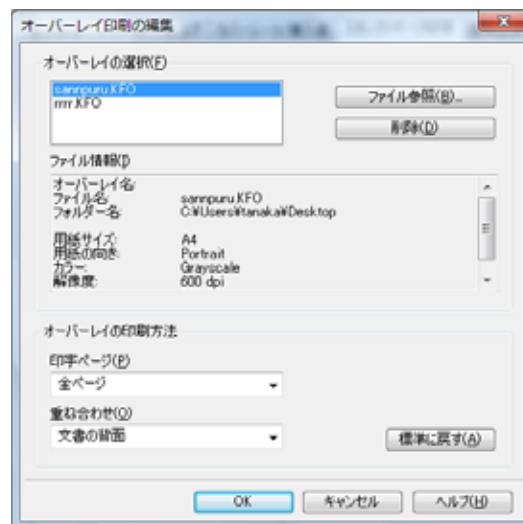 オーバーレイ印刷の編集
オーバーレイの選択(F)
sannpuru.KFO
rrrr.KFO
ファイル参照(B)...
削除(D)
ファイル情報(I)
オーバーレイ名:
ファイル名: sannpuru.KFO
フォルダー名: C:¥Users¥tanaka¥Desktop
用紙サイズ: A4
用紙の向き: Portrait
カラー: Grayscale
解像度: 600 dpi
オーバーレイの印刷方法
印字ページ(P)
全ページ
重ね合わせ(O)
文書の背面
標準に戻す(A)
OK キャンセル ヘルプ(H)